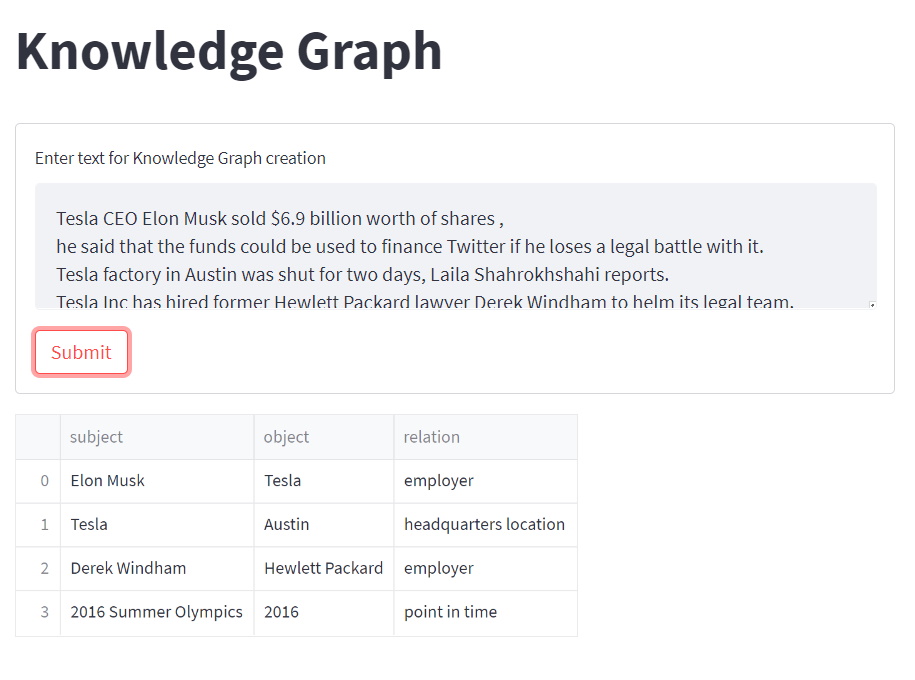 Knowledge Graph
Enter text for Knowledge Graph creation
Tesla CEO Elon Musk sold $6.9 billion worth of shares ,
he said that the funds could be used to finance Twitter if he loses a legal battle with it.
Tesla factory in Austin was shut for two days, Laila Shahrokhshahi reports.
Tesla Inc has hired former Hewlett Packard lawyer Derek Windham to helm its legal team.
Submit
subject object relation
0 Elon Musk Tesla employer
1 Tesla Austin headquarters location
2 Derek Windham Hewlett Packard employer
3 2016 Summer Olympics 2016 point in time